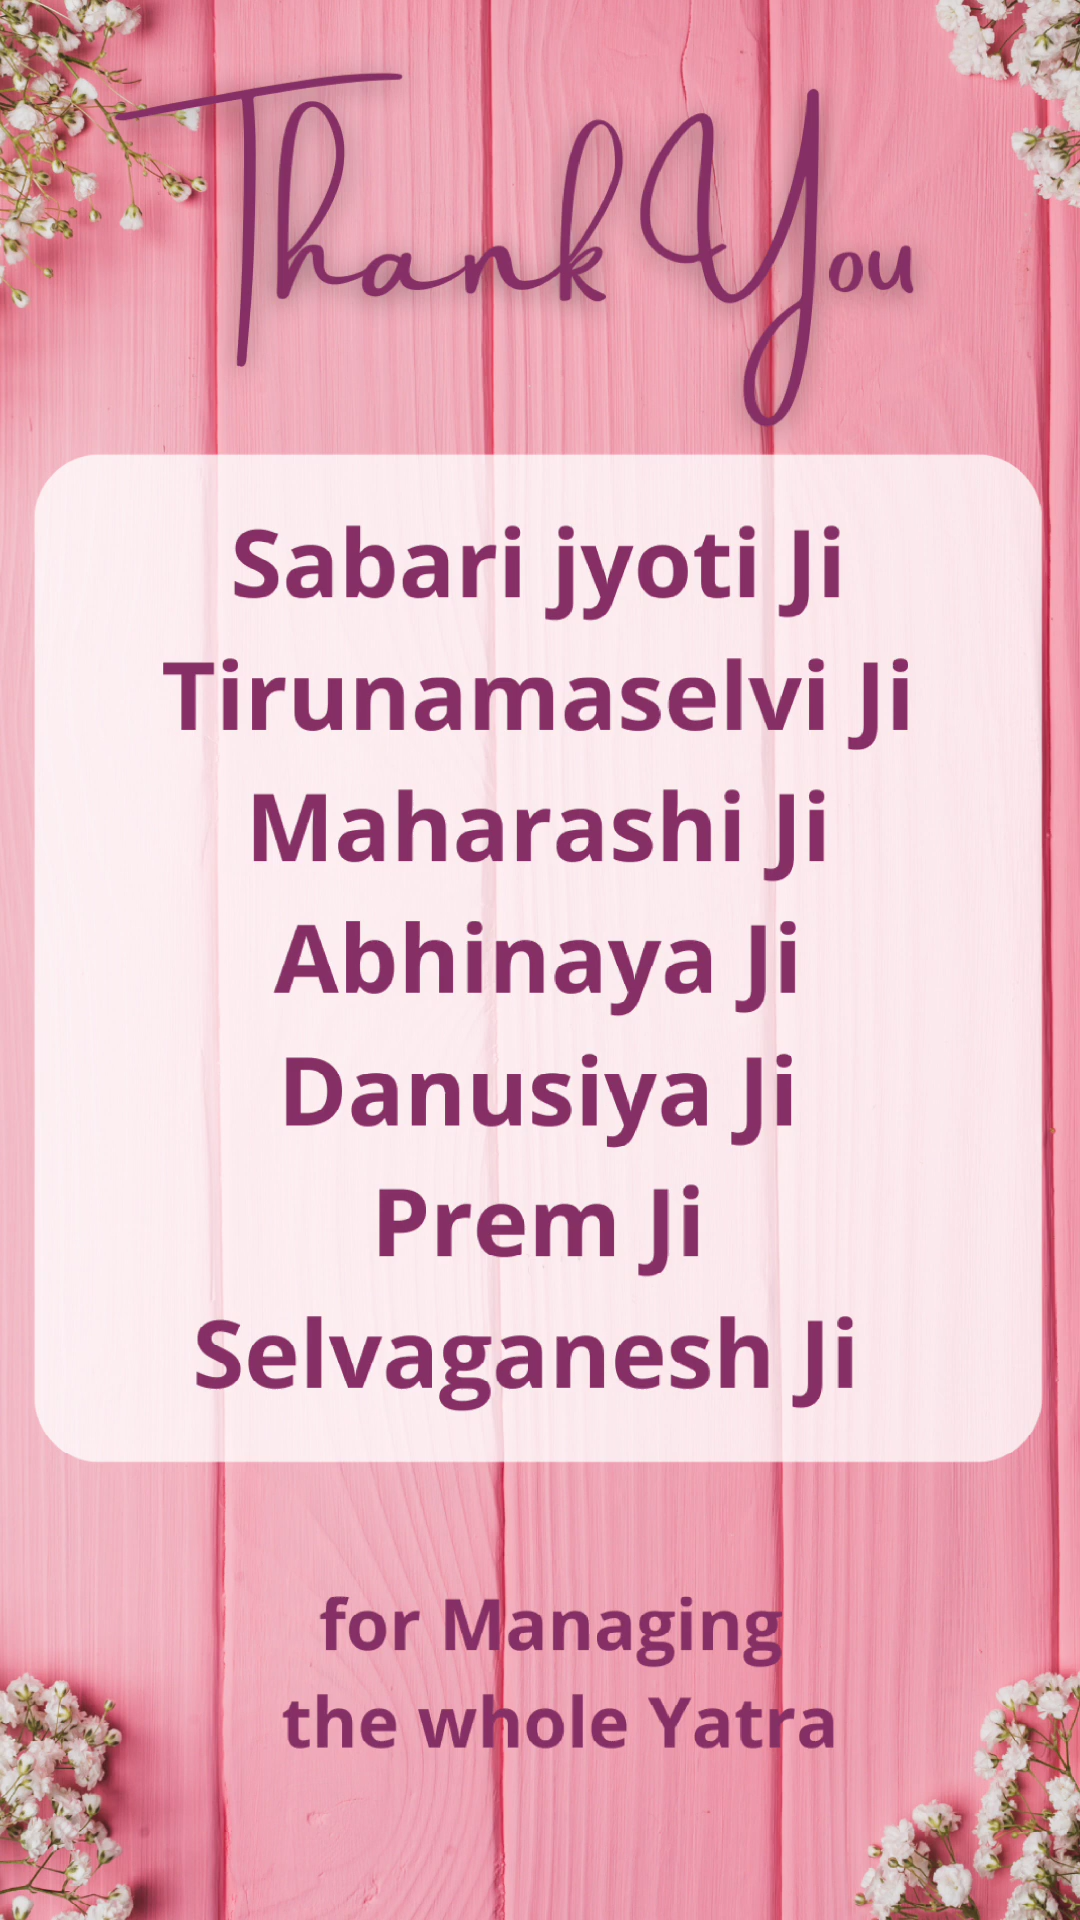 Thank You
Sabari jyoti Ji
Tirunamaselvi Ji
Maharashi Ji
Abhinaya Ji
Danusiya Ji
Prem Ji
Selvaganesh Ji
for Managing
the whole Yatra